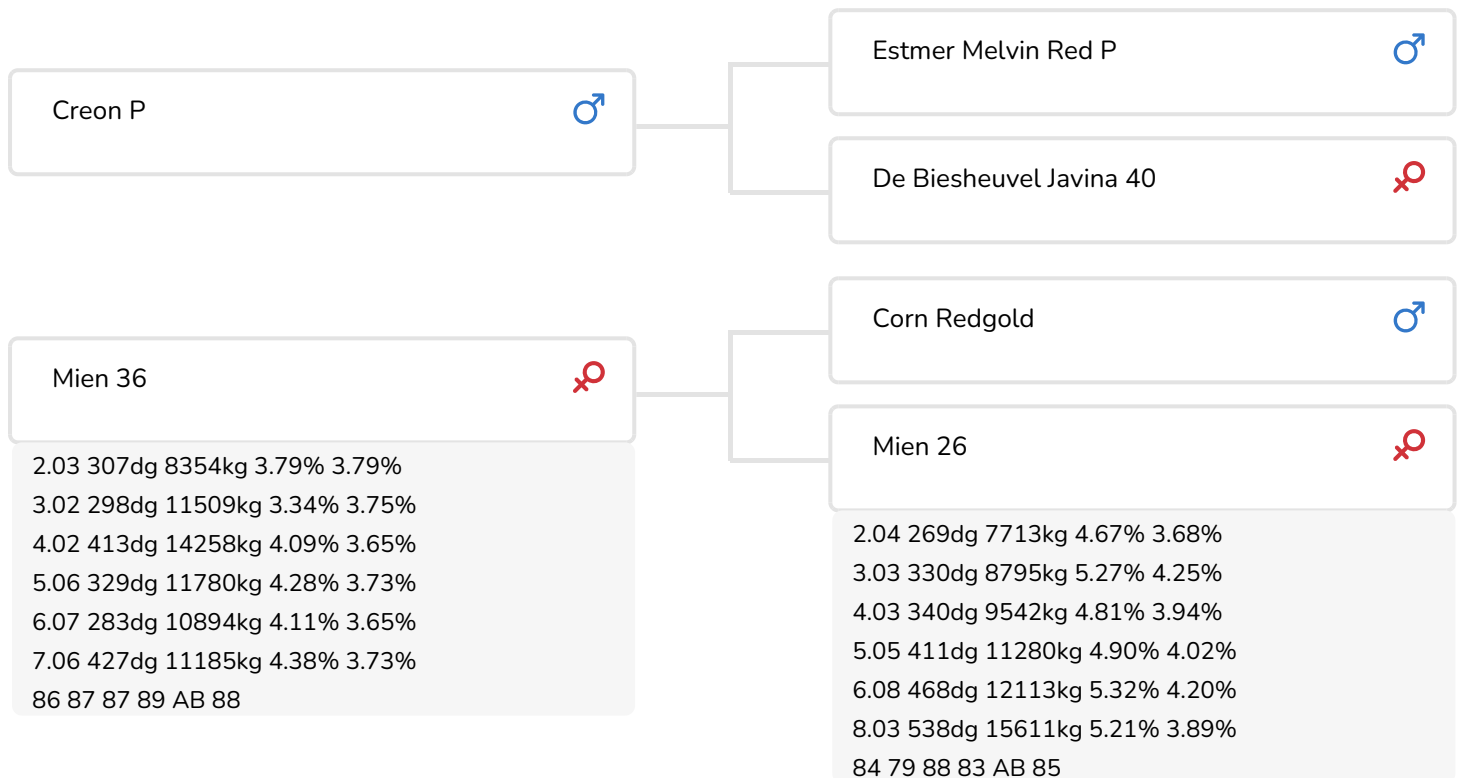 Creon P
Mien 36
2.03 307dg 8354kg 3.79% 3.79%
3.02 298dg 11509kg 3.34% 3.75%
4.02 413dg 14258kg 4.09% 3.65%
5.06 329dg 11780kg 4.28% 3.73%
6.07 283dg 10894kg 4.11% 3.65%
7.06 427dg 11185kg 4.38% 3.73%
86 87 87 89 AB 88
Estmer Melvin Red P
De Biesheuvel Javina 40
Corn Redgold
Mien 26
2.04 269dg 7713kg 4.67% 3.68%
3.03 330dg 8795kg 5.27% 4.25%
4.03 340dg 9542kg 4.81% 3.94%
5.05 411dg 11280kg 4.90% 4.02%
6.08 468dg 12113kg 5.32% 4.20%
8.03 538dg 15611kg 5.21% 3.89%
84 79 88 83 AB 85